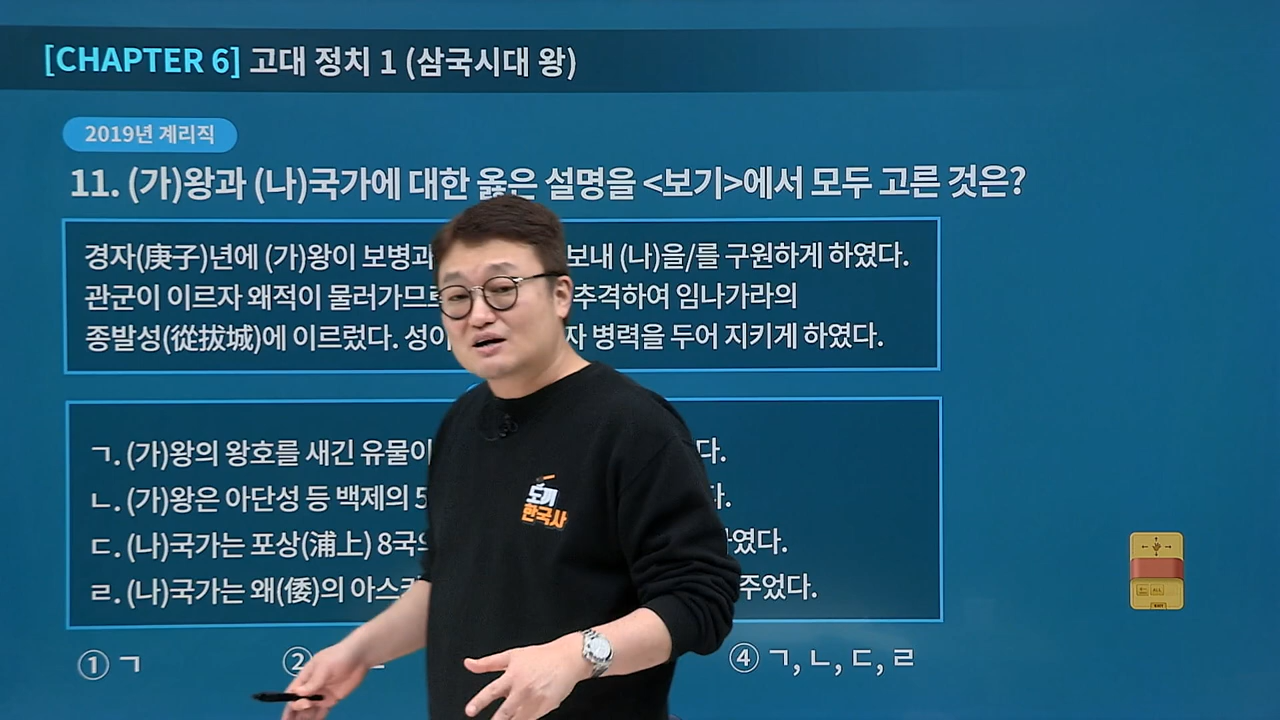 [CHAPTER 6] 고대 정치 1 (삼국시대 왕)
2019년 계리직
11. (가)왕과 (나)국가에 대한 옳은 설명을 <보기>에서 모두 고른 것은?
경자(庚子)년에 (가)왕이 보병과 보내 (나)을/를 구원하게 하였다.
관군이 이르자 왜적이 물러가므로 추격하여 임나가라의
종발성(從拔城)에 이르렀다. 성이 병력을 두어 지키게 하였다.
ㄱ. (가)왕의 왕호를 새긴 유물이 다.
ㄴ. (가)왕은 아단성 등 백제의 5 다.
ㄷ. (나)국가는 포상(浦上) 8국의 였다.
ㄹ. (나)국가는 왜(倭)의 아스카 주었다.
도끼
한국사
① ㄱ ② ④ ㄱ, ㄴ, ㄷ, ㄹ